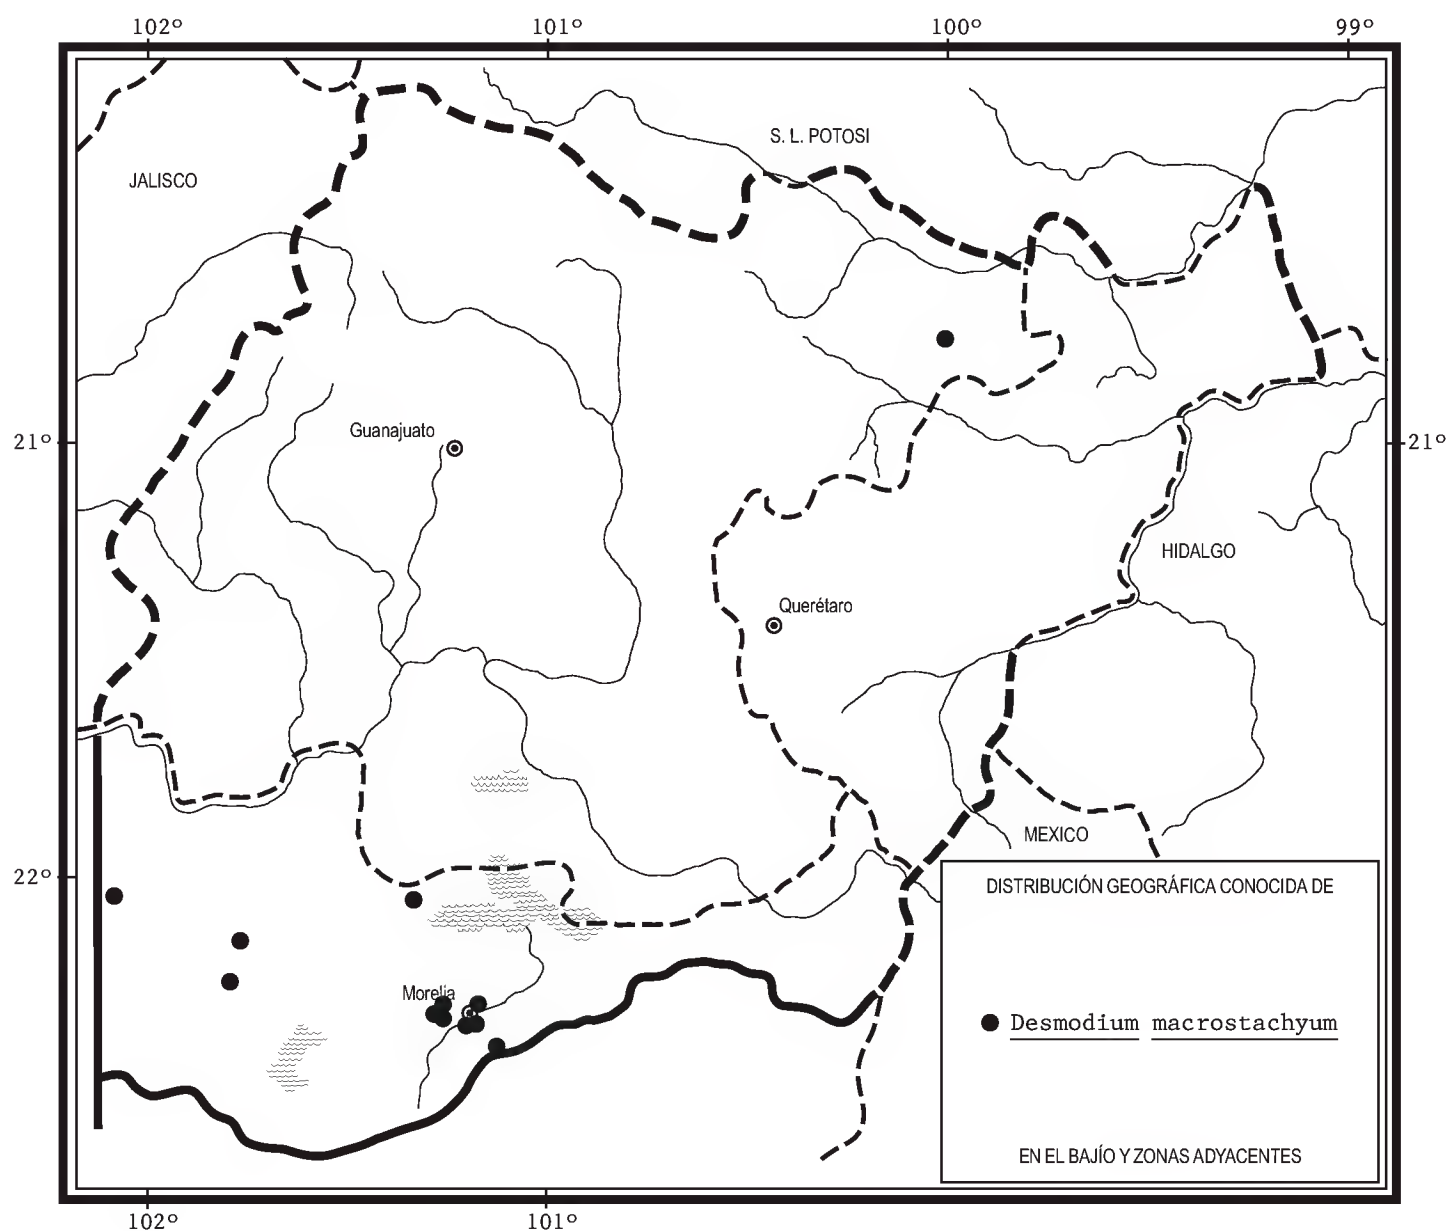 102º 101º 100º 99º
S. L. POTOSI
JALISCO
Guanajuato
21º 21º
HIDALGO
Querétaro
MEXICO
22º
DISTRIBUCIÓN GEOGRÁFICA CONOCIDA DE
Morelia
Desmodium macrostachyum
EN EL BAJÍO Y ZONAS ADYACENTES
102º 101º